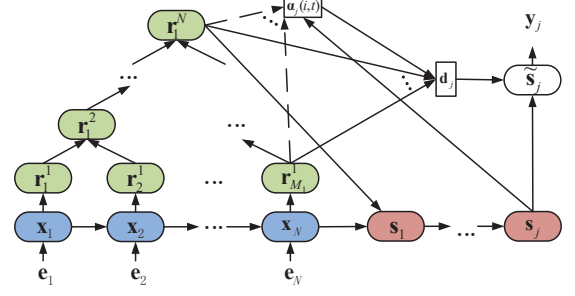 r_1^N
α_j(i,t)
y_j
...
d_j
s̃_j
r_1^2
r_1^1 r_2^1 ... r_{M_1}^1
x_1 x_2 ... x_N s_1 ... s_j
e_1 e_2 e_N